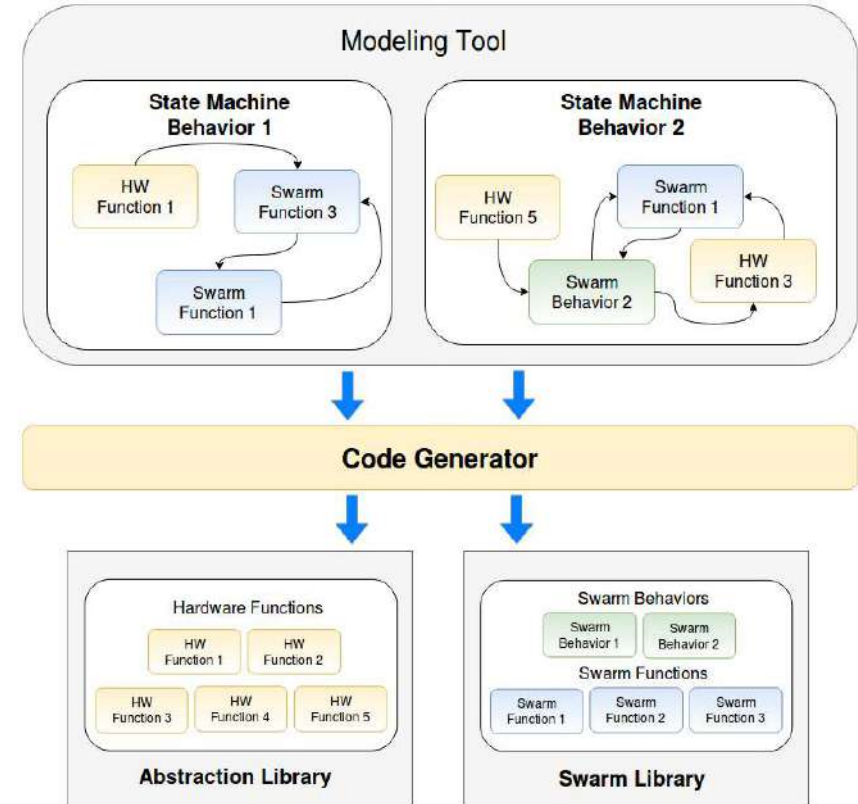 Modeling Tool
State Machine
Behavior 1
HW
Function 1
Swarm
Function 3
Swarm
Function 1
State Machine
Behavior 2
HW
Function 5
Swarm
Function 1
Swarm
Behavior 2
HW
Function 3
Code Generator
Hardware Functions
HW
Function 1
HW
Function 2
HW
Function 3
HW
Function 4
HW
Function 5
Abstraction Library
Swarm Behaviors
Swarm
Behavior 1
Swarm
Behavior 2
Swarm Functions
Swarm
Function 1
Swarm
Function 2
Swarm
Function 3
Swarm Library